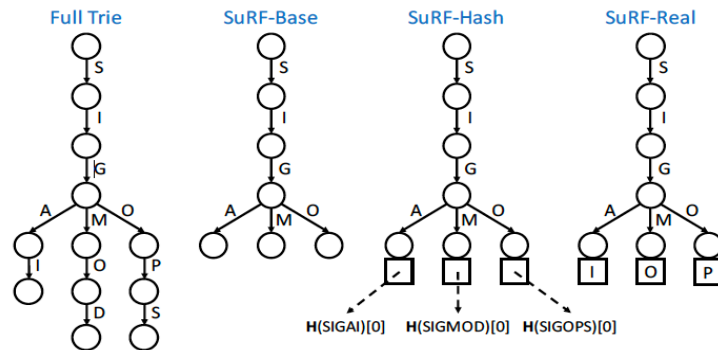 Full Trie SuRF-Base SuRF-Hash SuRF-Real
S S S S
I I I I
G G G G
A M O A M O A M O A M O
I O P I O P
D S
H(SIGAI)[0] H(SIGMOD)[0] H(SIGOPS)[0]